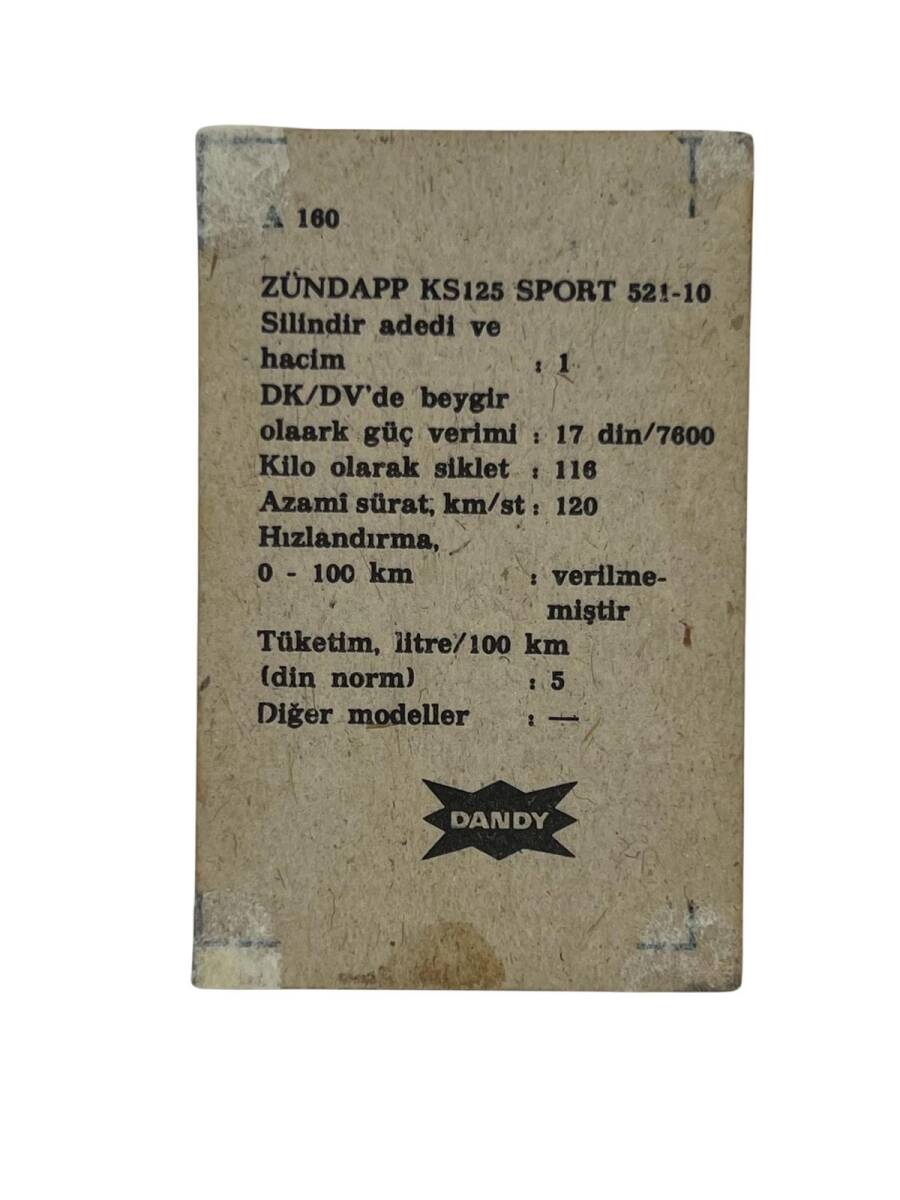 A 160
ZÜNDAPP KS125 SPORT 521-10
Silindir adedi ve
hacim : 1
DK/DV'de beygir
olaark güç verimi : 17 din/7600
Kilo olarak siklet : 116
Azamî sürat, km/st : 120
Hızlandırma,
0 - 100 km : verilme-
miştir
Tüketim, litre/100 km
(din norm) : 5
Diğer modeller : —
DANDY